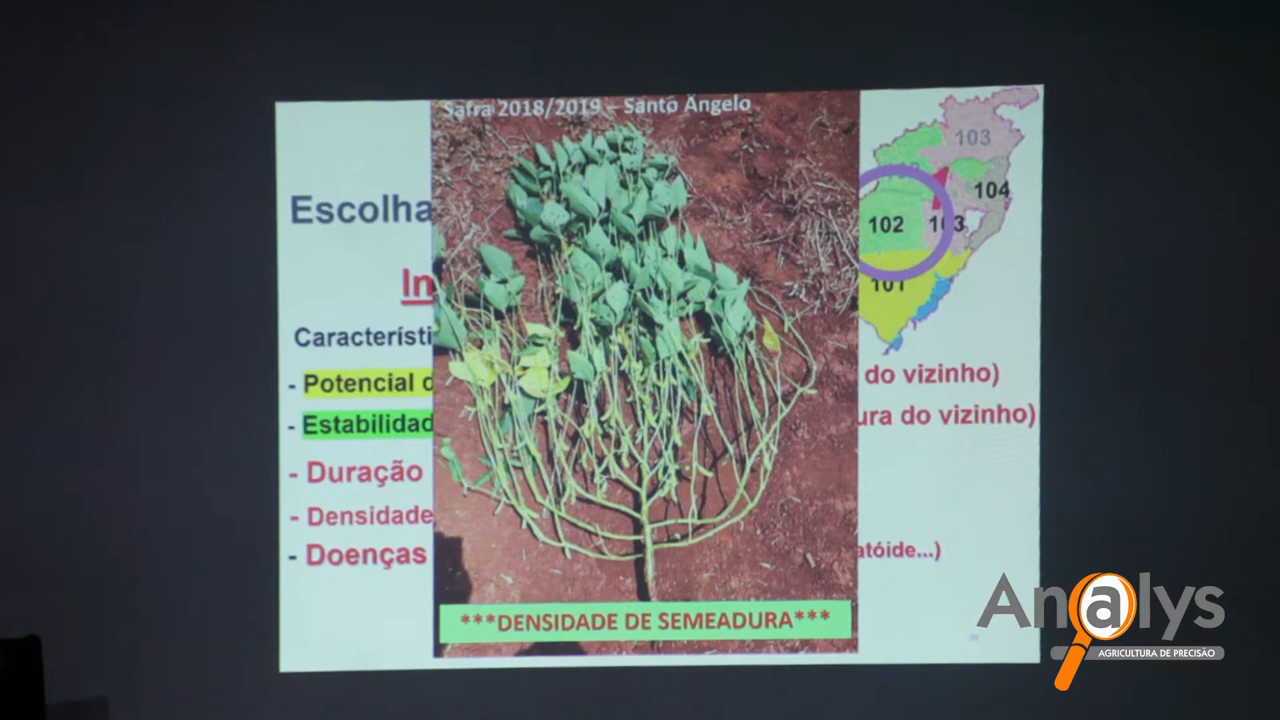 Safra 2018/2019 – Santo Ângelo
103
104
Escolha
102
103
In
101
Característi
do vizinho)
- Potencial d
ura do vizinho)
- Estabilidad
- Duração
- Densidade
- Doenças
atóide...)
***DENSIDADE DE SEMEADURA***
Analys
AGRICULTURA DE PRECISÃO